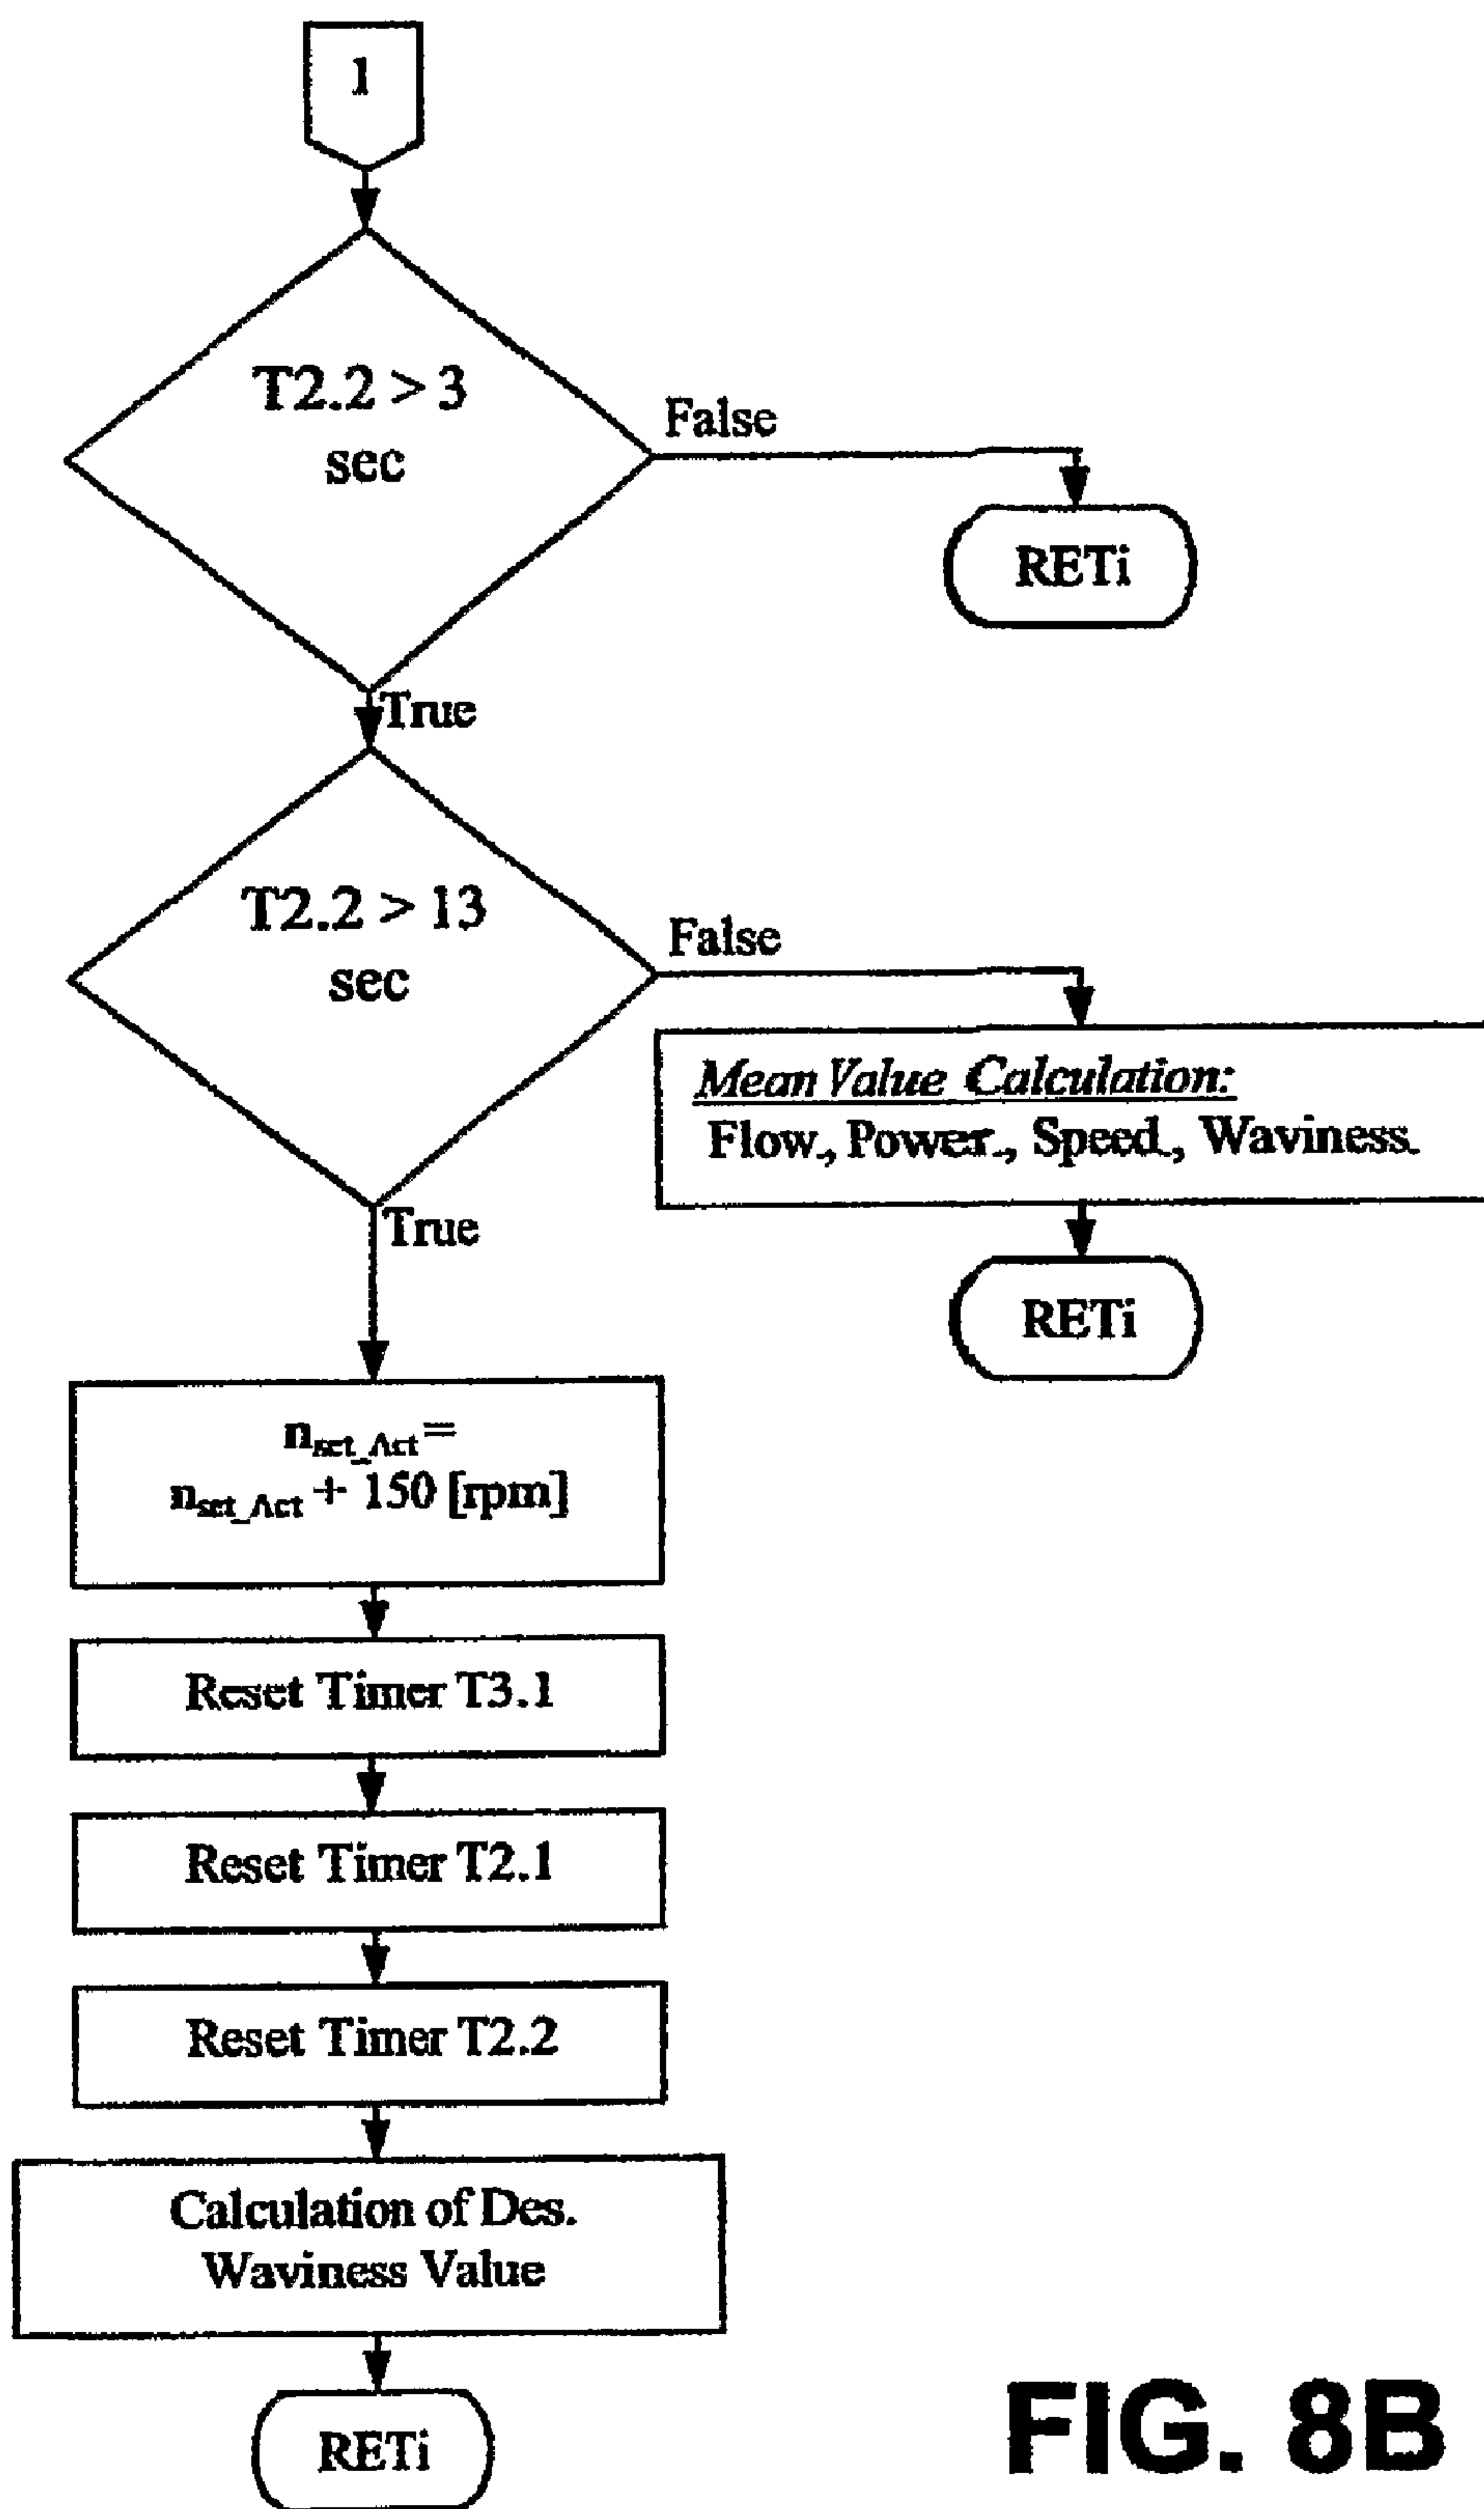 1
T2.2 > 3
sec
False
RETi
True
T2.2 > 13
sec
False
Mean Value Calculation:
Flow., Power., Speed., Waviness.
RETi
True
n_set_Act =
n_set_Act + 150 [rpm]
Reset Timer T3.1
Reset Timer T2.1
Reset Timer T2.2
Calculation of Des.
Waviness Value
RETi
FIG. 8B